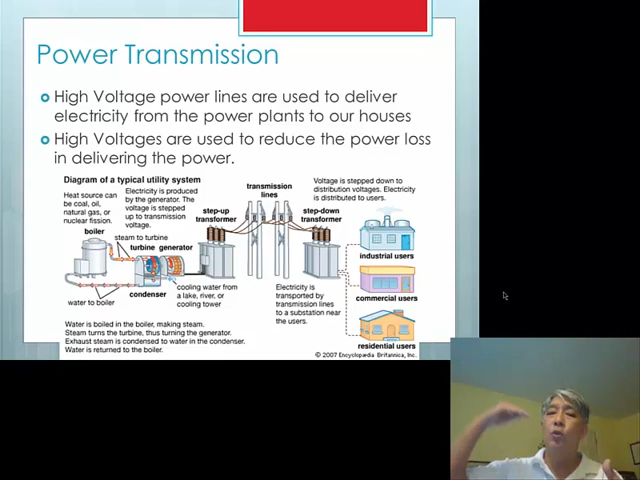 Power Transmission
High Voltage power lines are used to deliver
electricity from the power plants to our houses
High Voltages are used to reduce the power loss
in delivering the power.
Diagram of a typical utility system
Heat source can
be coal, oil,
natural gas, or
nuclear fission.
boiler
Electricity is produced
by the generator. The
voltage is stepped
up to transmission
voltage.
steam to turbine
turbine generator
step-up
transformer
transmission
lines
Voltage is stepped down to
distribution voltages. Electricity
is distributed to users.
step-down
transformer
industrial users
commercial users
residential users
water to boiler
condenser
cooling water from
a lake, river, or
cooling tower
Electricity is
transported by
transmission lines
to a substation near
the users.
Water is boiled in the boiler, making steam.
Steam turns the turbine, thus turning the generator.
Exhaust steam is condensed to water in the condenser.
Water is returned to the boiler.
© 2007 Encyclopædia Britannica, Inc.